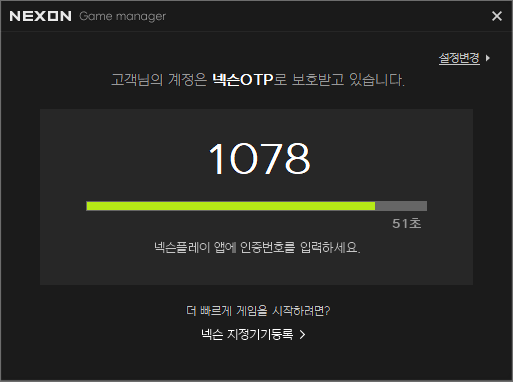 NEXON Game manager
설정변경
고객님의 계정은 넥슨OTP로 보호받고 있습니다.
1078
51초
넥슨플레이 앱에 인증번호를 입력하세요.
더 빠르게 게임을 시작하려면?
넥슨 지정기기등록